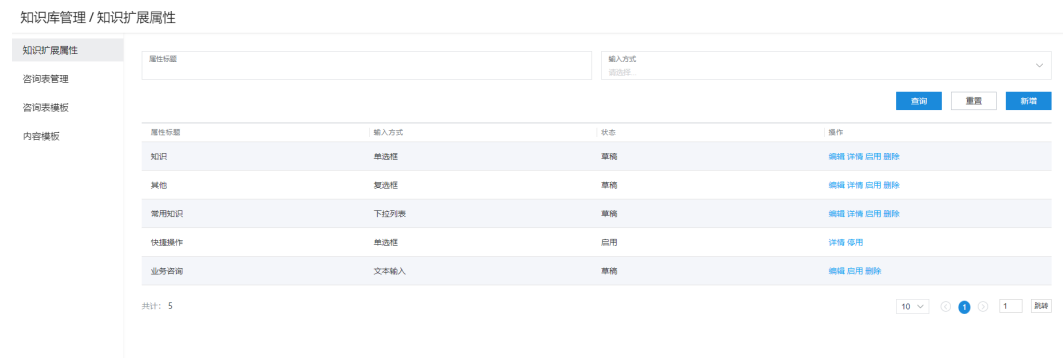 知识库管理 / 知识扩展属性
知识扩展属性
咨询表管理
咨询表模板
内容模板
属性标题
输入方式
请选择...
查询 重置 新增
属性标题 输入方式 状态 操作
知识 单选框 草稿 编辑 详情 启用 删除
其他 复选框 草稿 编辑 详情 启用 删除
常用知识 下拉列表 草稿 编辑 详情 启用 删除
快捷操作 单选框 启用 详情 停用
业务咨询 文本输入 草稿 编辑 启用 删除
共计： 5 10 1 1 跳转